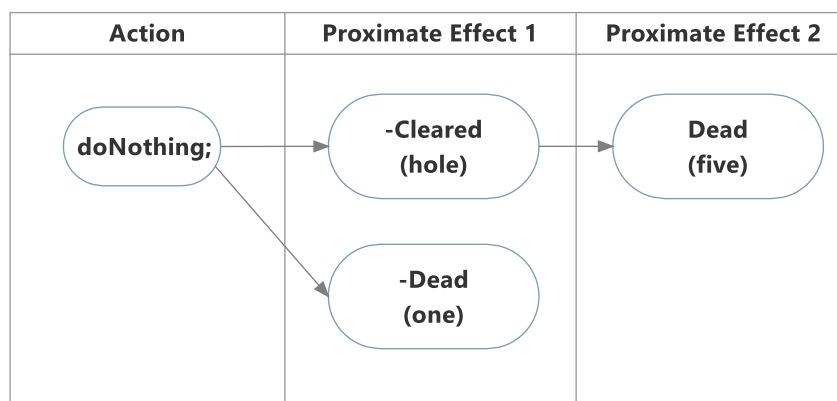 Action
Proximate Effect 1
Proximate Effect 2
doNothing;
-Cleared
(hole)
Dead
(five)
-Dead
(one)